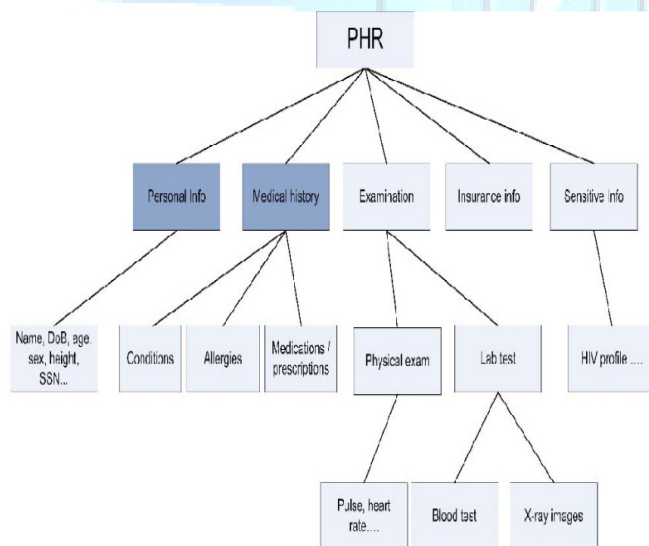 PHR
Personal Info
Medical history
Examination
Insurance info
Sensitive Info
Name, DoB, age,
sex, height,
SSN...
Conditions
Allergies
Medications /
prescriptions
Physical exam
Lab test
HIV profile .....
Pulse, heart
rate.....
Blood test
X-ray images